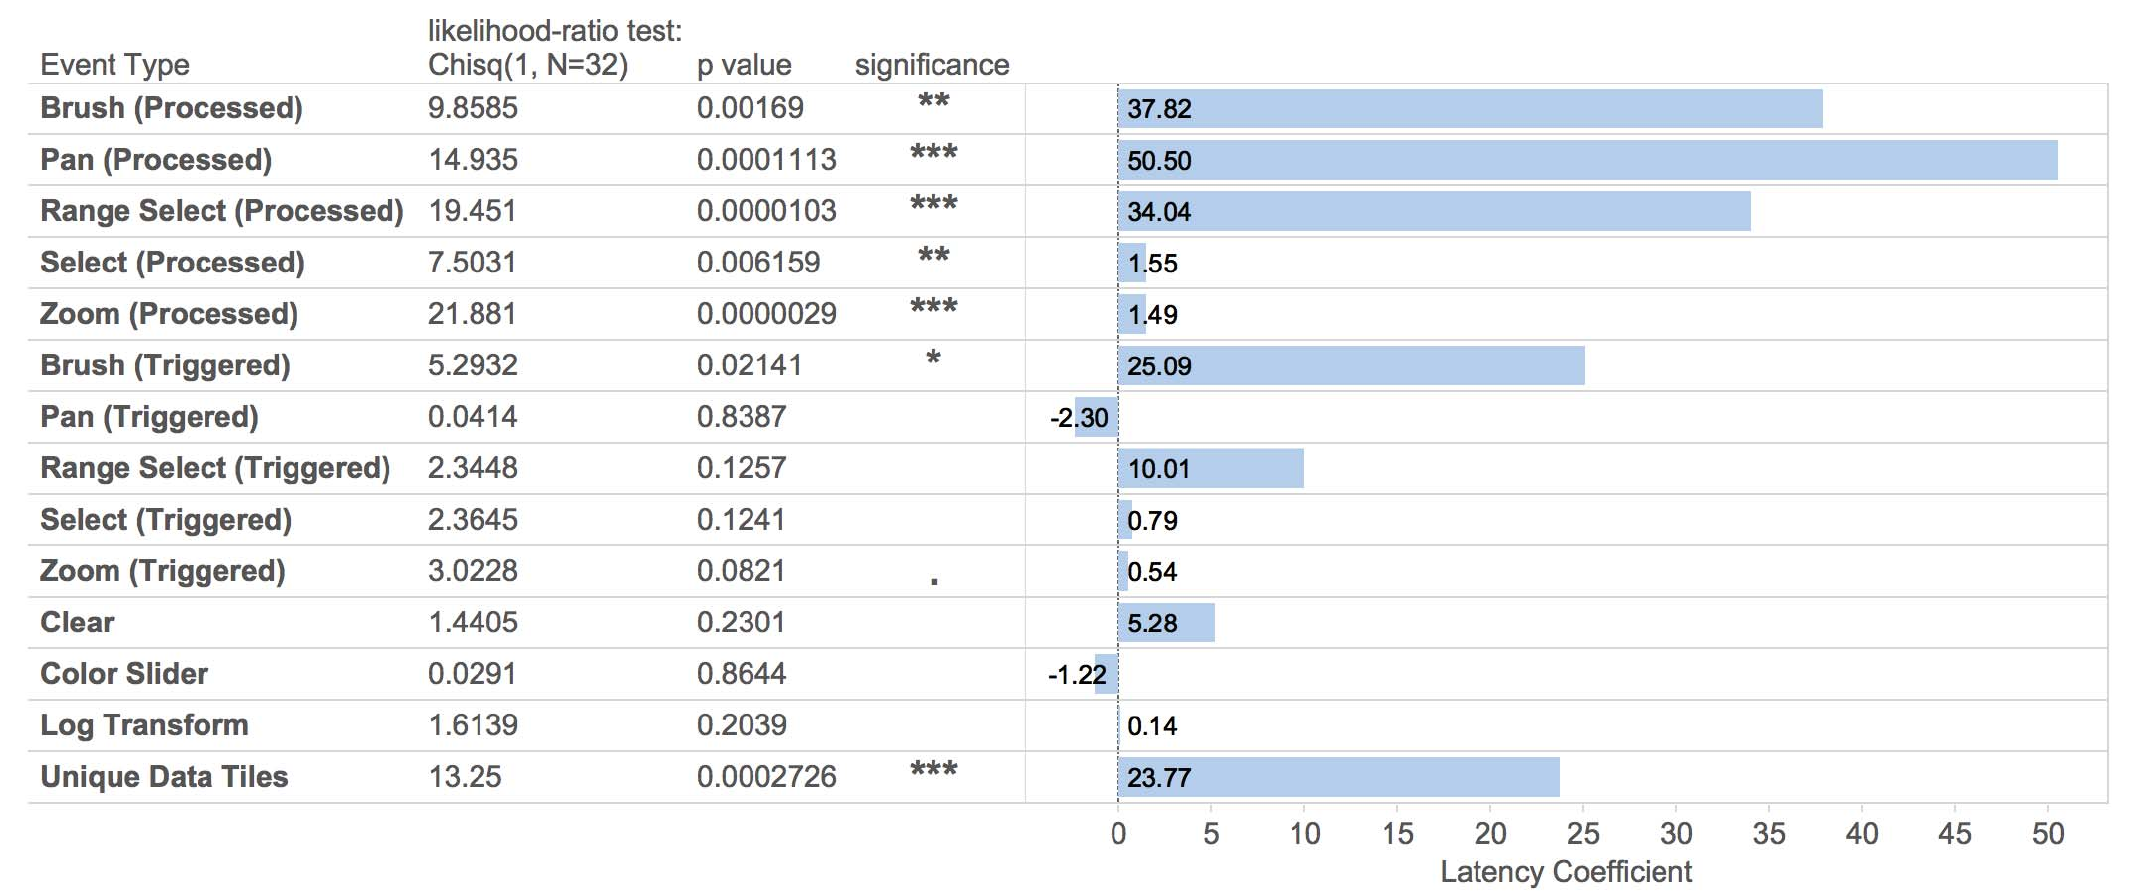 likelihood-ratio test:
Event Type Chisq(1, N=32) p value significance
Brush (Processed) 9.8585 0.00169 ** 37.82
Pan (Processed) 14.935 0.0001113 *** 50.50
Range Select (Processed) 19.451 0.0000103 *** 34.04
Select (Processed) 7.5031 0.006159 ** 1.55
Zoom (Processed) 21.881 0.0000029 *** 1.49
Brush (Triggered) 5.2932 0.02141 * 25.09
Pan (Triggered) 0.0414 0.8387 -2.30
Range Select (Triggered) 2.3448 0.1257 10.01
Select (Triggered) 2.3645 0.1241 0.79
Zoom (Triggered) 3.0228 0.0821 . 0.54
Clear 1.4405 0.2301 5.28
Color Slider 0.0291 0.8644 -1.22
Log Transform 1.6139 0.2039 0.14
Unique Data Tiles 13.25 0.0002726 *** 23.77
0 5 10 15 20 25 30 35 40 45 50
Latency Coefficient